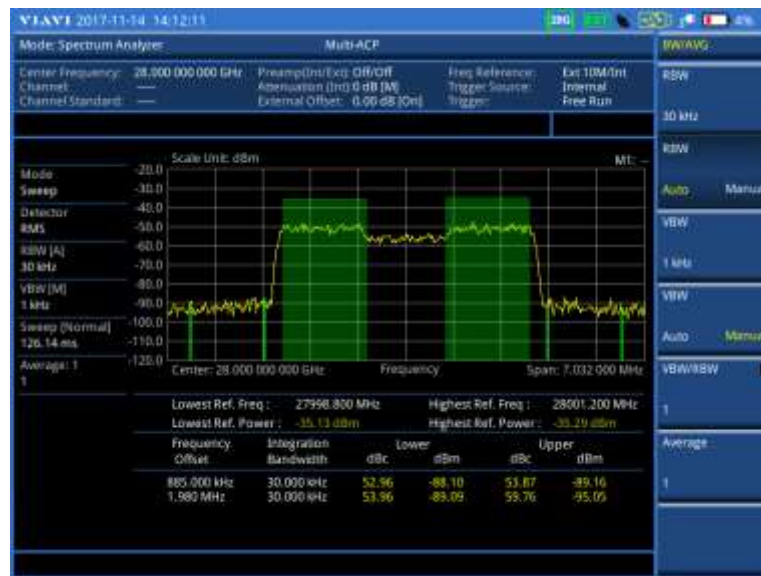 VIAVI 2017-11-14 14:12:11
4%
Mode: Spectrum Analyzer
Multi-ACP
BW/AVG
Center Frequency: 28.000 000 000 GHz
Channel: ---
Channel Standard: ---
Preamp(Int/Ext): Off/Off
Attenuation (Int) 0 dB [M]
External Offset: 0.00 dB [On]
Freq Reference: Ext 10M/Int
Trigger Source: Internal
Trigger: Free Run
RBW
30 kHz
RBW
Auto Manua
VBW
1 kHz
VBW
Auto Manua
VBW/RBW
1
Average
1
Mode
Sweep
Detector
RMS
RBW [A]
30 kHz
VBW [M]
1 kHz
Sweep [Normal]
126.14 ms
Average: 1
1
Scale Unit: dBm
M1: --
-20.0
-30.0
-40.0
-50.0
-60.0
-70.0
-80.0
-90.0
-100.0
-110.0
-120.0
Center: 28.000 000 000 GHz
Frequency
Span: 7.032 000 MHz
Lowest Ref. Freq : 27998.800 MHz
Highest Ref. Freq : 28001.200 MHz
Lowest Ref. Power : -35.13 dBm
Highest Ref. Power : -35.29 dBm
Frequency Offset
Integration Bandwidth
Lower
Upper
dBc dBm dBc dBm
885.000 kHz 30.000 kHz 52.96 -88.10 53.87 -89.16
1.980 MHz 30.000 kHz 53.96 -89.09 59.76 -95.05